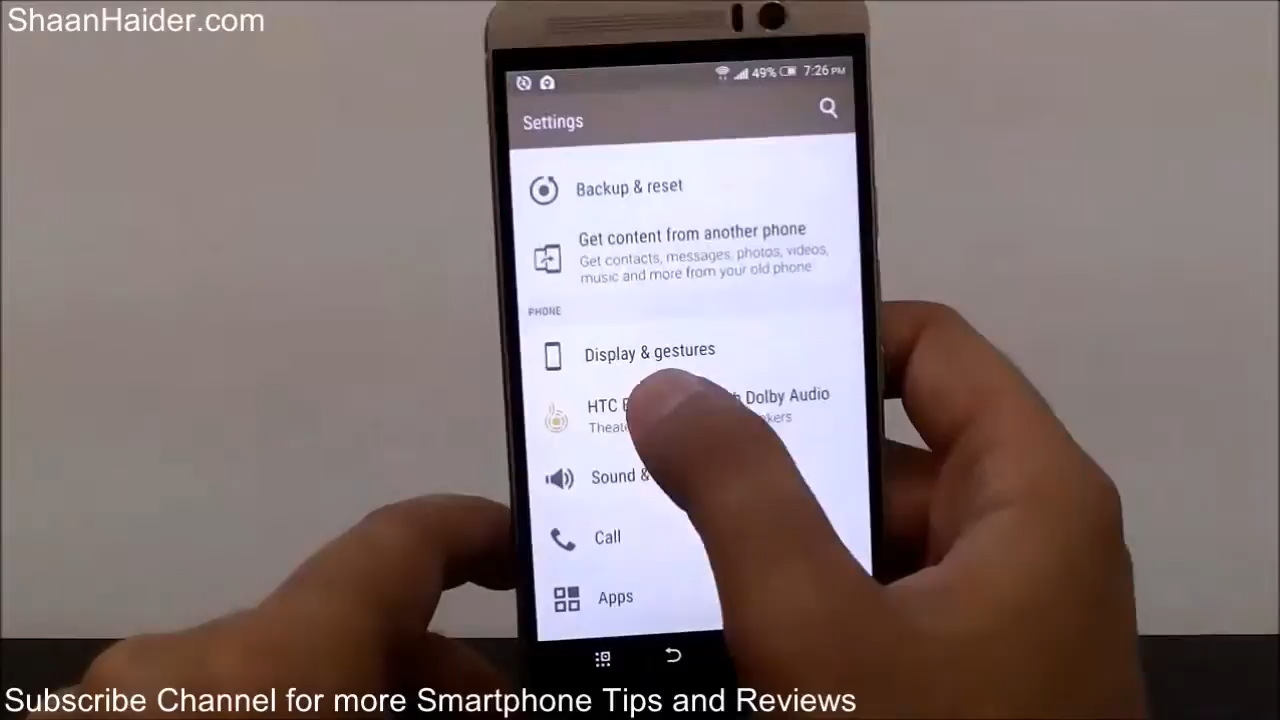 ShaanHaider.com
49% 7:26 PM
Settings
Backup & reset
Get content from another phone
Get contacts, messages, photos, videos,
music and more from your old phone
PHONE
Display & gestures
HTC Dolby Audio
Sound &
Call
Apps
Subscribe Channel for more Smartphone Tips and Reviews